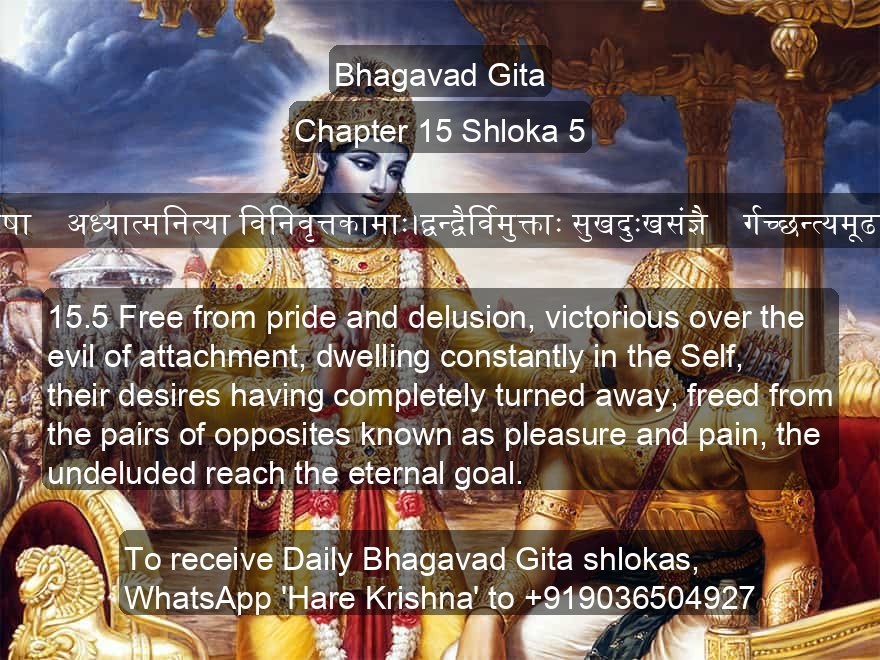 Bhagavad Gita
Chapter 15 Shloka 5
अध्यात्मनित्या विनिवृत्तकामाः।द्वन्द्वैर्विमुक्ताः सुखदुःखसंज्ञै र्गच्छन्त्यमूढा
15.5 Free from pride and delusion, victorious over the
evil of attachment, dwelling constantly in the Self,
their desires having completely turned away, freed from
the pairs of opposites known as pleasure and pain, the
undeluded reach the eternal goal.
To receive Daily Bhagavad Gita shlokas,
WhatsApp 'Hare Krishna' to +919036504927